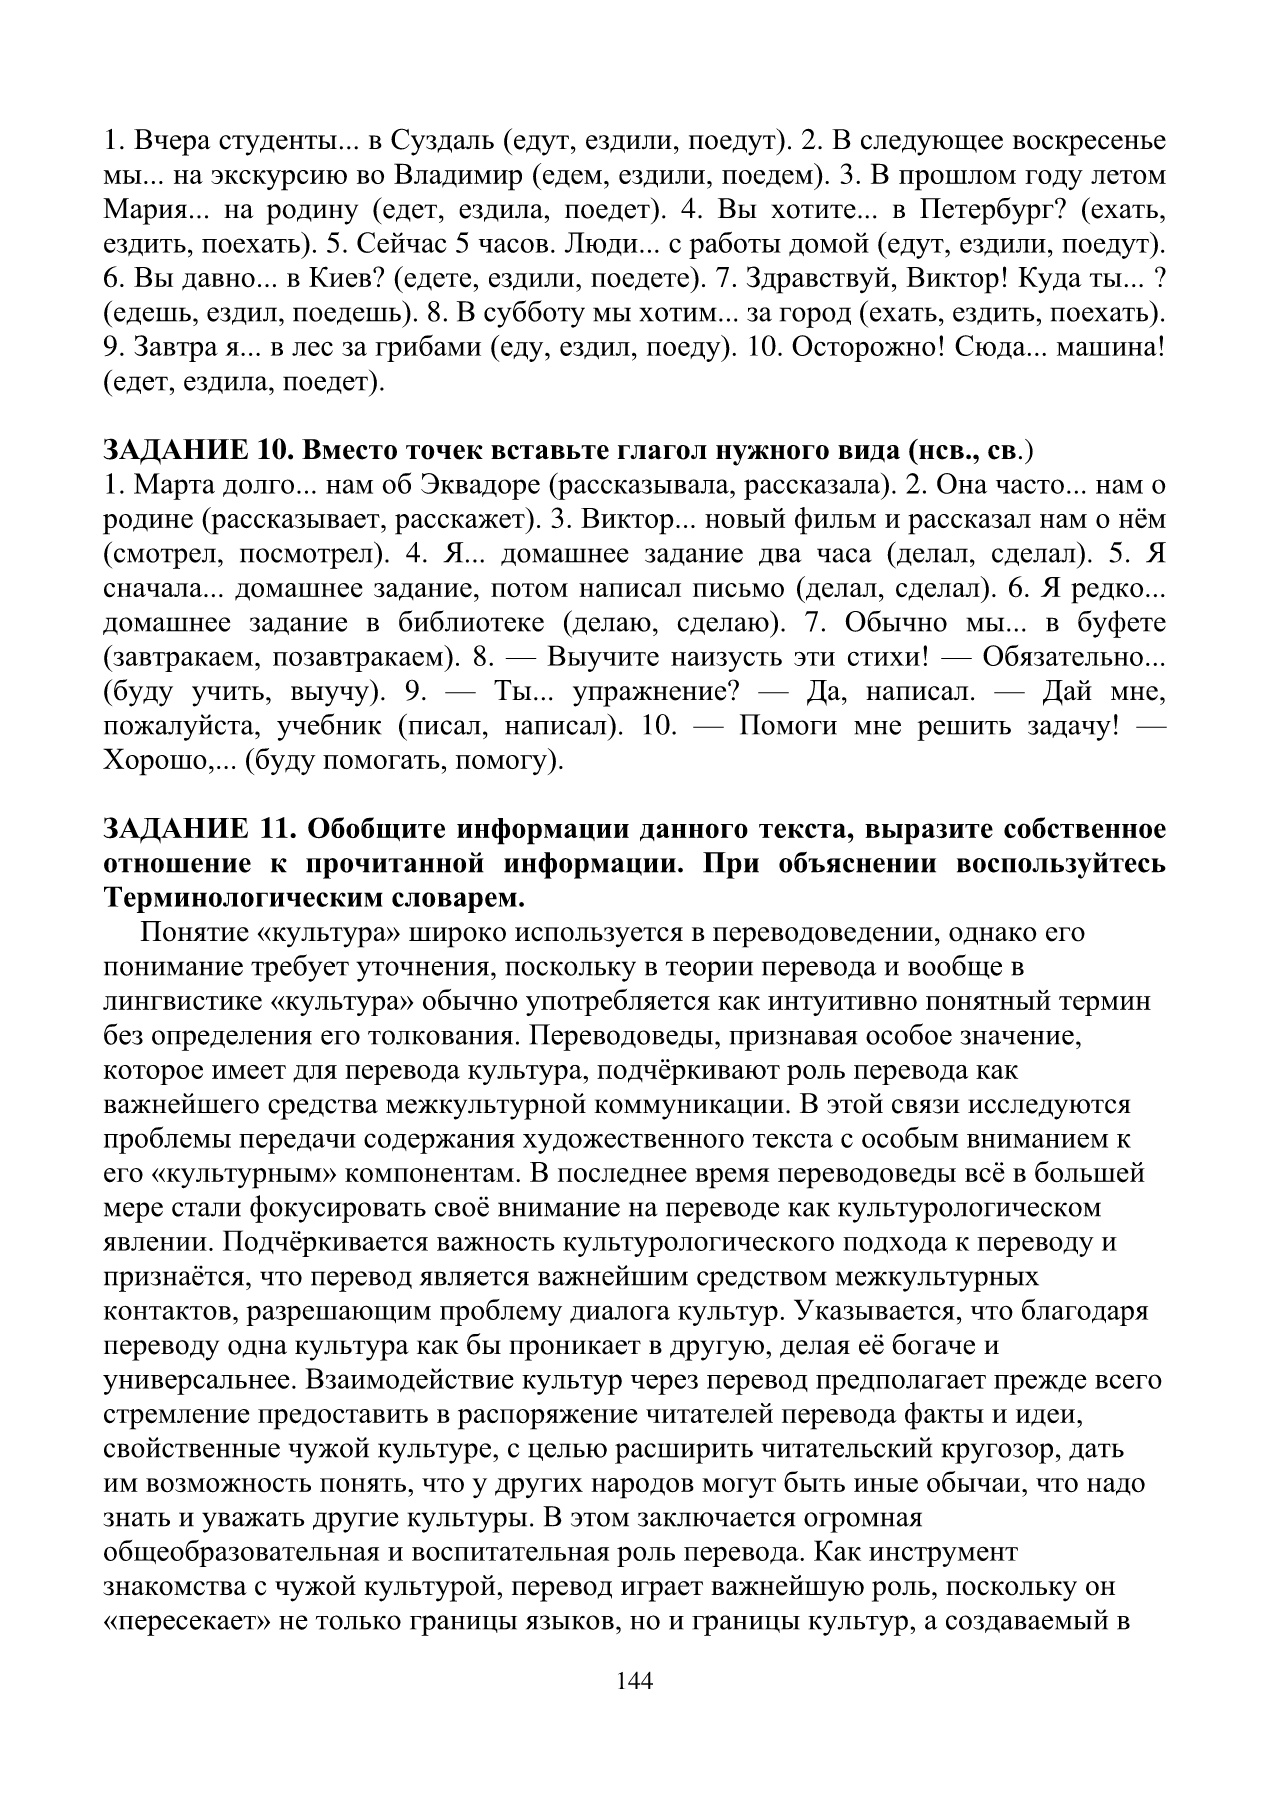 1. Вчера студенты... в Суздаль (едут, ездили, поедут). 2. В следующее воскресенье
мы... на экскурсию во Владимир (едем, ездили, поедем). 3. В прошлом году летом
Мария... на родину (едет, ездила, поедет). 4. Вы хотите... в Петербург? (ехать,
ездить, поехать). 5. Сейчас 5 часов. Люди... с работы домой (едут, ездили, поедут).
6. Вы давно... в Киев? (едете, ездили, поедете). 7. Здравствуй, Виктор! Куда ты... ?
(едешь, ездил, поедешь). 8. В субботу мы хотим... за город (ехать, ездить, поехать).
9. Завтра я... в лес за грибами (еду, ездил, поеду). 10. Осторожно! Сюда... машина!
(едет, ездила, поедет).
ЗАДАНИЕ 10. Вместо точек вставьте глагол нужного вида (нсв., св.)
1. Марта долго... нам об Эквадоре (рассказывала, рассказала). 2. Она часто... нам о
родине (рассказывает, расскажет). 3. Виктор... новый фильм и рассказал нам о нём
(смотрел, посмотрел). 4. Я... домашнее задание два часа (делал, сделал). 5. Я
сначала... домашнее задание, потом написал письмо (делал, сделал). 6. Я редко...
домашнее задание в библиотеке (делаю, сделаю). 7. Обычно мы... в буфете
(завтракаем, позавтракаем). 8. — Выучите наизусть эти стихи! — Обязательно...
(буду учить, выучу). 9. — Ты... упражнение? — Да, написал. — Дай мне,
пожалуйста, учебник (писал, написал). 10. — Помоги мне решить задачу! —
Хорошо,... (буду помогать, помогу).
ЗАДАНИЕ 11. Обобщите информации данного текста, выразите собственное
отношение к прочитанной информации. При объяснении воспользуйтесь
Терминологическим словарем.
Понятие «культура» широко используется в переводоведении, однако его
понимание требует уточнения, поскольку в теории перевода и вообще в
лингвистике «культура» обычно употребляется как интуитивно понятный термин
без определения его толкования. Переводоведы, признавая особое значение,
которое имеет для перевода культура, подчёркивают роль перевода как
важнейшего средства межкультурной коммуникации. В этой связи исследуются
проблемы передачи содержания художественного текста с особым вниманием к
его «культурным» компонентам. В последнее время переводоведы всё в большей
мере стали фокусировать своё внимание на переводе как культурологическом
явлении. Подчёркивается важность культурологического подхода к переводу и
признаётся, что перевод является важнейшим средством межкультурных
контактов, разрешающим проблему диалога культур. Указывается, что благодаря
переводу одна культура как бы проникает в другую, делая её богаче и
универсальнее. Взаимодействие культур через перевод предполагает прежде всего
стремление предоставить в распоряжение читателей перевода факты и идеи,
свойственные чужой культуре, с целью расширить читательский кругозор, дать
им возможность понять, что у других народов могут быть иные обычаи, что надо
знать и уважать другие культуры. В этом заключается огромная
общеобразовательная и воспитательная роль перевода. Как инструмент
знакомства с чужой культурой, перевод играет важнейшую роль, поскольку он
«пересекает» не только границы языков, но и границы культур, а создаваемый в
144